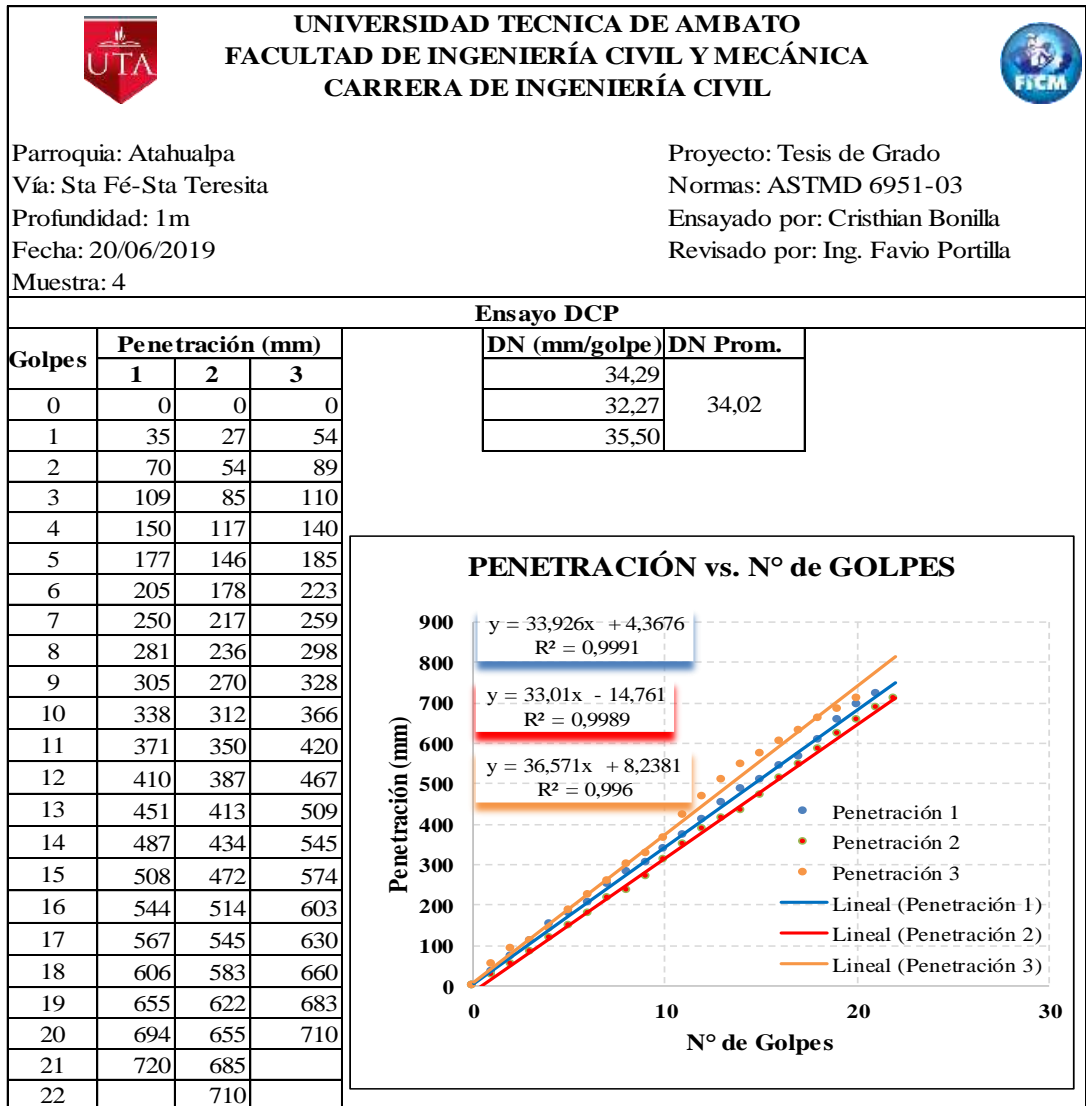 UTA
UNIVERSIDAD TECNICA DE AMBATO
FACULTAD DE INGENIERÍA CIVIL Y MECÁNICA
CARRERA DE INGENIERÍA CIVIL
FICM
Parroquia: Atahualpa
Vía: Sta Fé-Sta Teresita
Profundidad: 1m
Fecha: 20/06/2019
Muestra: 4
Proyecto: Tesis de Grado
Normas: ASTMD 6951-03
Ensayado por: Cristhian Bonilla
Revisado por: Ing. Favio Portilla
Ensayo DCP
Golpes Penetración (mm)
1 2 3
0 0 0 0
1 35 27 54
2 70 54 89
3 109 85 110
4 150 117 140
5 177 146 185
6 205 178 223
7 250 217 259
8 281 236 298
9 305 270 328
10 338 312 366
11 371 350 420
12 410 387 467
13 451 413 509
14 487 434 545
15 508 472 574
16 544 514 603
17 567 545 630
18 606 583 660
19 655 622 683
20 694 655 710
21 720 685
22 710
DN (mm/golpe) DN Prom.
34,29
32,27 34,02
35,50
PENETRACIÓN vs. N° de GOLPES
y = 33,926x + 4,3676
R² = 0,9991
y = 33,01x - 14,761
R² = 0,9989
y = 36,571x + 8,2381
R² = 0,996
Penetración (mm)
900
800
700
600
500
400
300
200
100
0
0 10 20 30
N° de Golpes
Penetración 1
Penetración 2
Penetración 3
Lineal (Penetración 1)
Lineal (Penetración 2)
Lineal (Penetración 3)